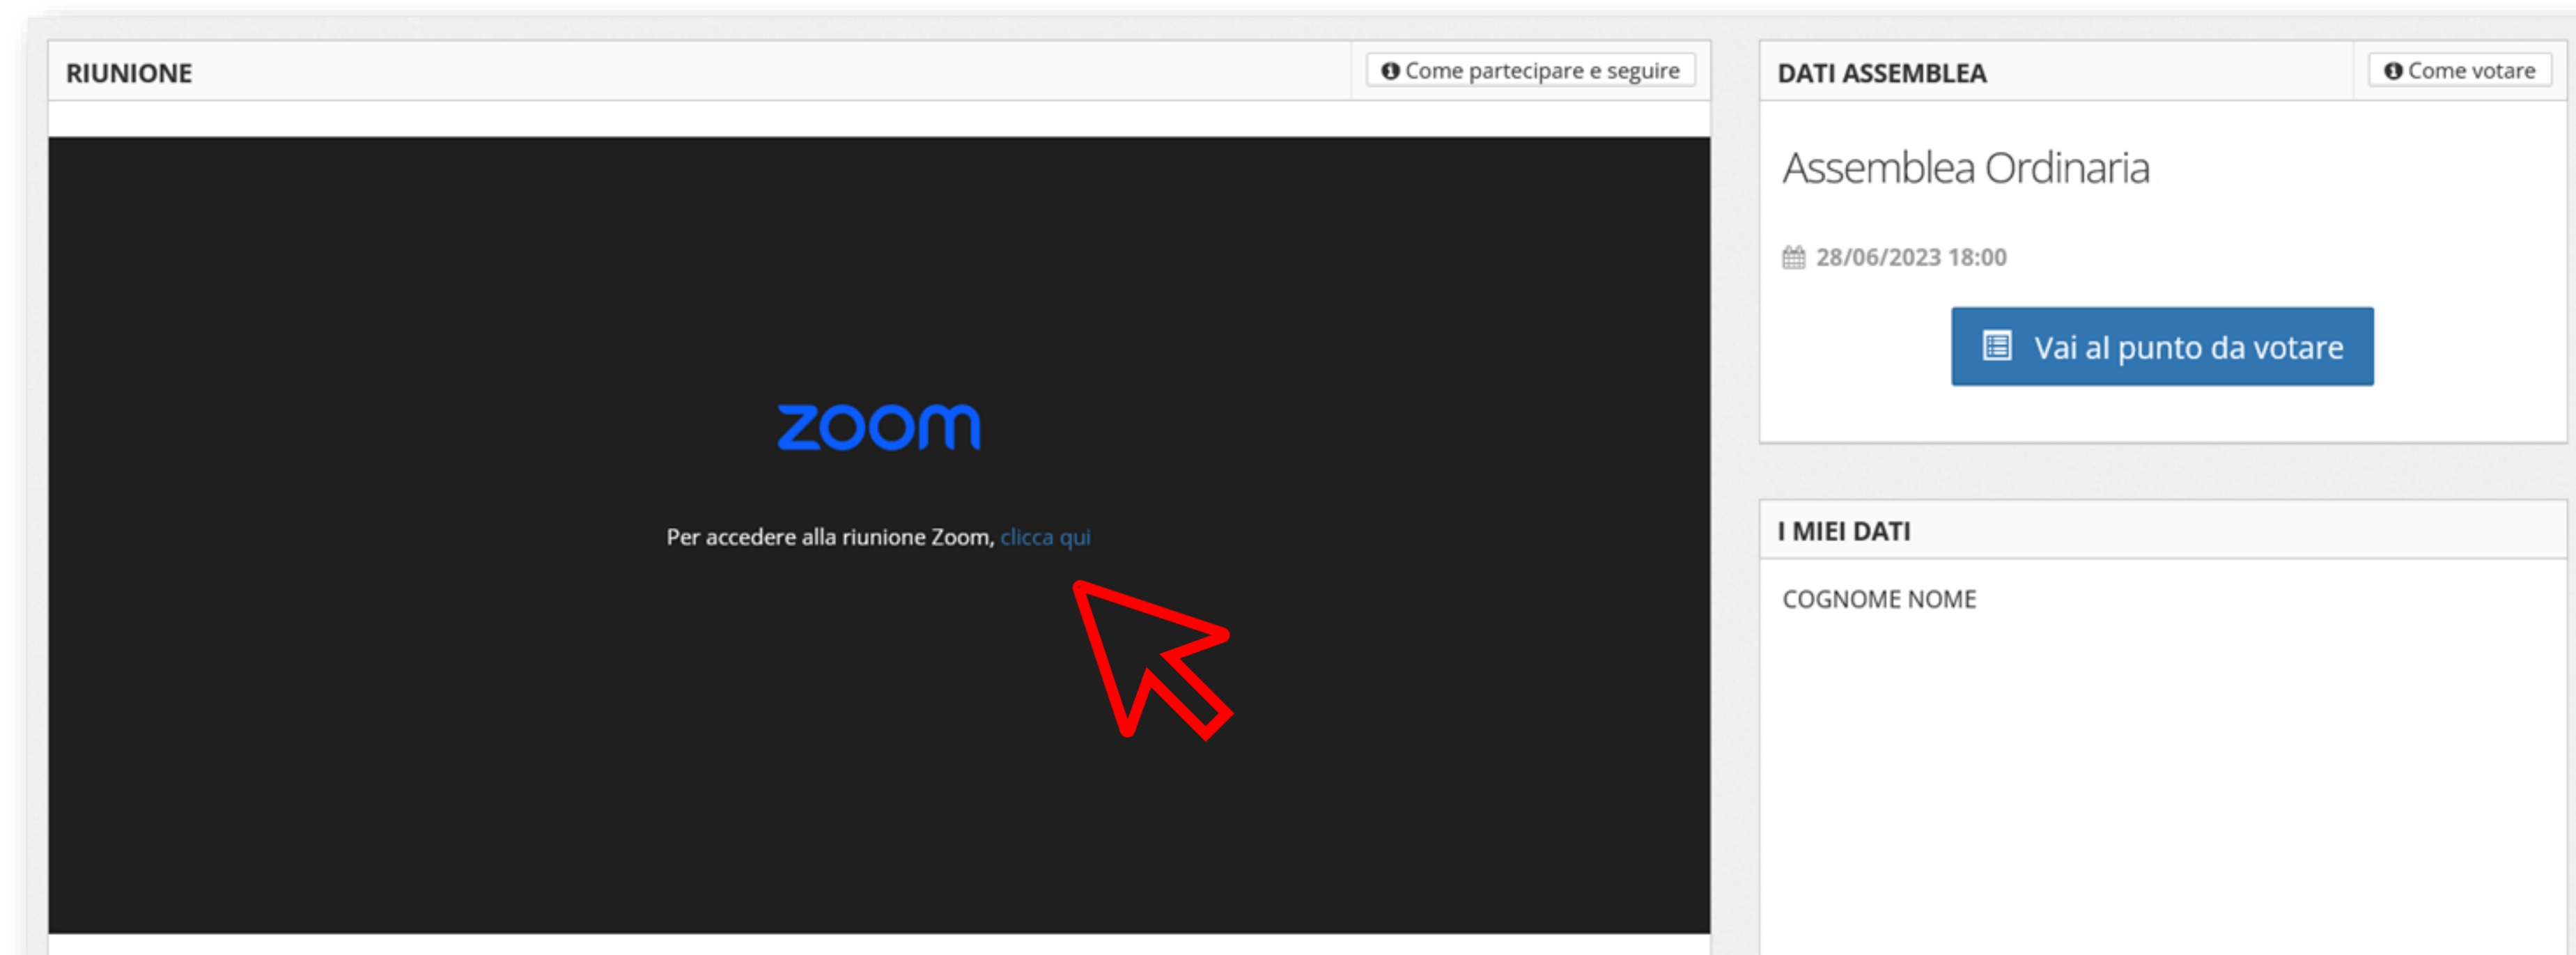 RIUNIONE
Come partecipare e seguire
zoom
Per accedere alla riunione Zoom, clicca qui
DATI ASSEMBLEA
Come votare
Assemblea Ordinaria
28/06/2023 18:00
Vai al punto da votare
I MIEI DATI
COGNOME NOME